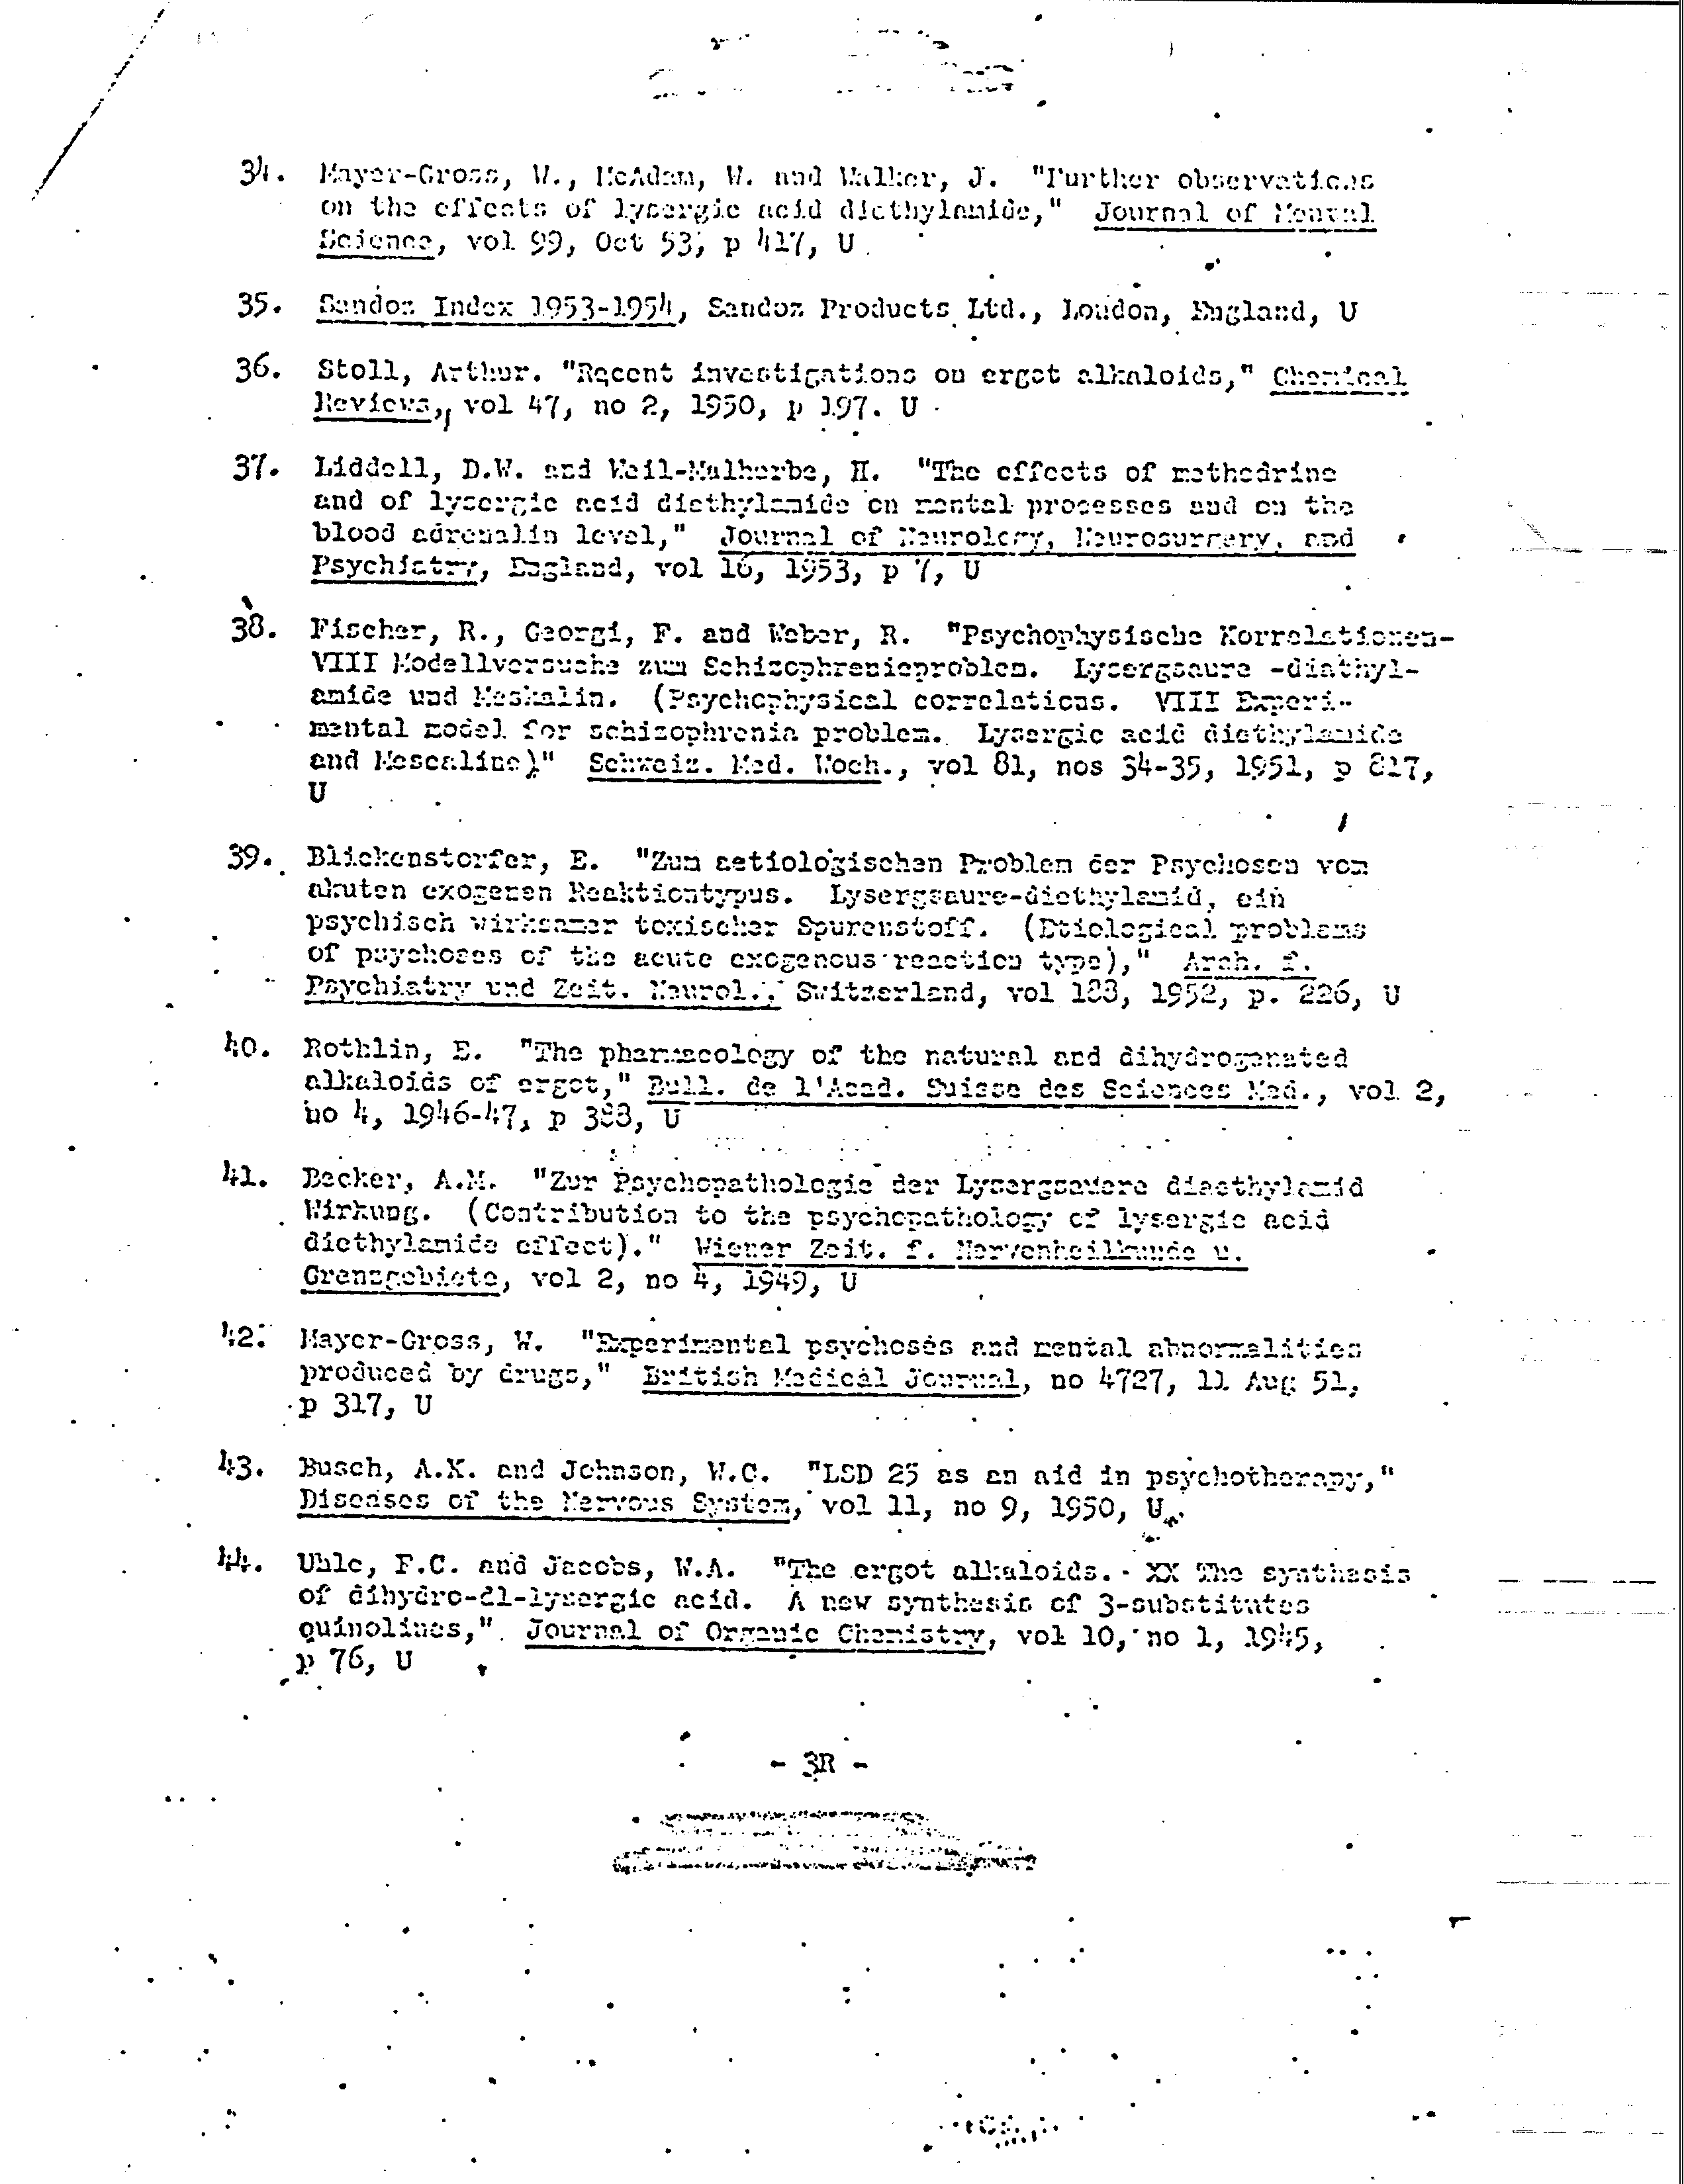 34. Mayer-Gross, W., McAdam, W. and Walker, J. "Further observations
on the effects of lysergic acid diethylamide," Journal of Mental
Science, vol 99, Oct 53, p 417, U
35. Sandoz Index 1953-1954, Sandoz Products Ltd., London, England, U
36. Stoll, Arthur. "Recent investigations on ergot alkaloids," Chemical
Reviews, vol 47, no 2, 1950, p 197. U
37. Liddell, D.W. and Weil-Malherbe, H. "The effects of methedrine
and of lysergic acid diethylamide on mental processes and on the
blood adrenalin level," Journal of Neurology, Neurosurgery, and
Psychiatry, England, vol 16, 1953, p 7, U
38. Fischer, R., Georgi, F. and Weber, R. "Psychophysische Korrelationen-
VIII Modellversuche zum Schizophrenieproblem. Lysergsaure -diathyl-
amide und Meskalin. (Psychophysical correlations. VIII Experi-
mental model for schizophrenia problem. Lysergic acid diethylamide
and Mescaline)" Schweiz. Med. Woch., vol 81, nos 34-35, 1951, p 817,
U
39. Blickenstorfer, E. "Zum aetiologischen Problem der Psychosen vom
akuten exogenen Reaktiontypus. Lysergsaure-diethylamid, ein
psychisch wirksamer toxischer Spurenstoff. (Etiological problems
of psychoses of the acute exogenous reaction type)," Arch. f.
Psychiatry und Zeit. Neurol., Switzerland, vol 188, 1952, p. 226, U
40. Rothlin, E. "The pharmacology of the natural and dihydrogenated
alkaloids of ergot," Bull. de l'Acad. Suisse des Sciences Med., vol 2,
no 4, 1946-47, p 388, U
41. Becker, A.M. "Zur Psychopathologie der Lysergsauere diaethylamid
Wirkung. (Contribution to the psychopathology of lysergic acid
diethylamide effect)." Wiener Zeit. f. Nervenheilkunde u.
Grenzgebiete, vol 2, no 4, 1949, U
42. Mayer-Gross, W. "Experimental psychoses and mental abnormalities
produced by drugs," British Medical Journal, no 4727, 11 Aug 51,
p 317, U
43. Busch, A.K. and Johnson, W.C. "LSD 25 as an aid in psychotherapy,"
Diseases of the Nervous System, vol 11, no 9, 1950, U.
44. Uhle, F.C. and Jacobs, W.A. "The ergot alkaloids. XX The synthesis
of dihydro-dl-lysergic acid. A new synthesis of 3-substitutes
quinolines," Journal of Organic Chemistry, vol 10, no 1, 1945,
p 76, U
- 3R -